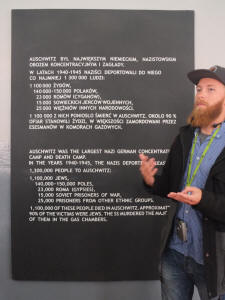 AUSCHWITZ BYŁ NAJWIĘKSZYM NIEMIECKIM, NAZISTOWSKIM
OBOZEM KONCENTRACYJNYM I ZAGŁADY.
W LATACH 1940-1945 NAZIŚCI DEPORTOWALI DO NIEGO
CO NAJMNIEJ 1 300 000 LUDZI:
1 100 000 ŻYDÓW,
140 000-150 000 POLAKÓW,
23 000 ROMÓW (CYGANÓW),
15 000 SOWIECKICH JEŃCÓW WOJENNYCH,
25 000 WIĘŹNIÓW INNYCH NARODOWOŚCI.
1 100 000 Z NICH PONIOSŁO ŚMIERĆ W AUSCHWITZ. OKOŁO 90 %
OFIAR STANOWILI ŻYDZI, W WIĘKSZOŚCI ZAMORDOWANI PRZEZ
ESESMANÓW W KOMORACH GAZOWYCH.
AUSCHWITZ WAS THE LARGEST NAZI GERMAN CONCENTRAT
CAMP AND DEATH CAMP.
IN THE YEARS 1940-1945, THE NAZIS DEPORTED LEAS
1,300,000 PEOPLE TO AUSCHWITZ:
1,100,000 JEWS,
140,000-150,000 POLES,
23,000 ROMA (GYPSIES),
15,000 SOVIET PRISONERS OF WAR,
25,000 PRISONERS FROM OTHER ETHNIC GROUPS.
1,100,000 OF THESE PEOPLE DIED IN AUSCHWITZ. APPROXIMAT
90% OF THE VICTIMS WERE JEWS. THE SS MURDERED THE MAJ
OF THEM IN THE GAS CHAMBERS.